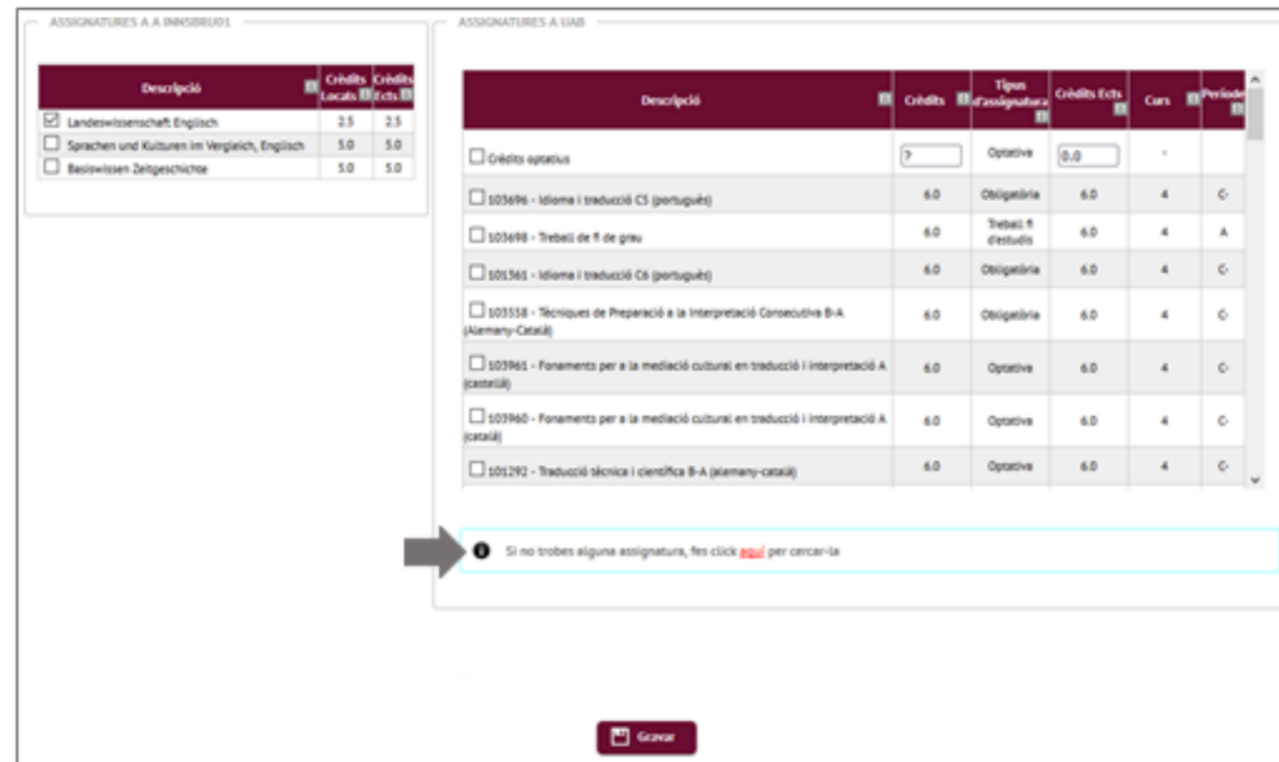 ASSIGNATURES A A INNSBRU01
ASSIGNATURES A UAB
Descripció Crèdits Locals Crèdits Ects
Landeswissenschaft Englisch 2.5 2.5
Sprachen und Kulturen im Vergleich, Englisch 5.0 5.0
Basiswissen Zeitgeschichte 5.0 5.0
Descripció Crèdits Tipus d'assignatura Crèdits Ects Curs Periode
Crèdits optatius ? Optativa 0.0 -
103696 - Idioma i traducció C5 (portuguès) 6.0 Obligatòria 6.0 4 C-
103698 - Treball de fi de grau 6.0 Treball fi d'estudis 6.0 4 A
101361 - Idioma i traducció C6 (portuguès) 6.0 Obligatòria 6.0 4 C-
103558 - Tècniques de Preparació a la Interpretació Consecutiva B-A
(Alemany-Català) 6.0 Obligatòria 6.0 4 C-
103961 - Fonaments per a la mediació cultural en traducció i interpretació A
(castellà) 6.0 Optativa 6.0 4 C-
103960 - Fonaments per a la mediació cultural en traducció i interpretació A
(català) 6.0 Optativa 6.0 4 C-
101292 - Traducció tècnica i científica B-A (alemany-català) 6.0 Optativa 6.0 4 C-
Si no trobes alguna assignatura, fes click aquí per cercar-la
Gravar